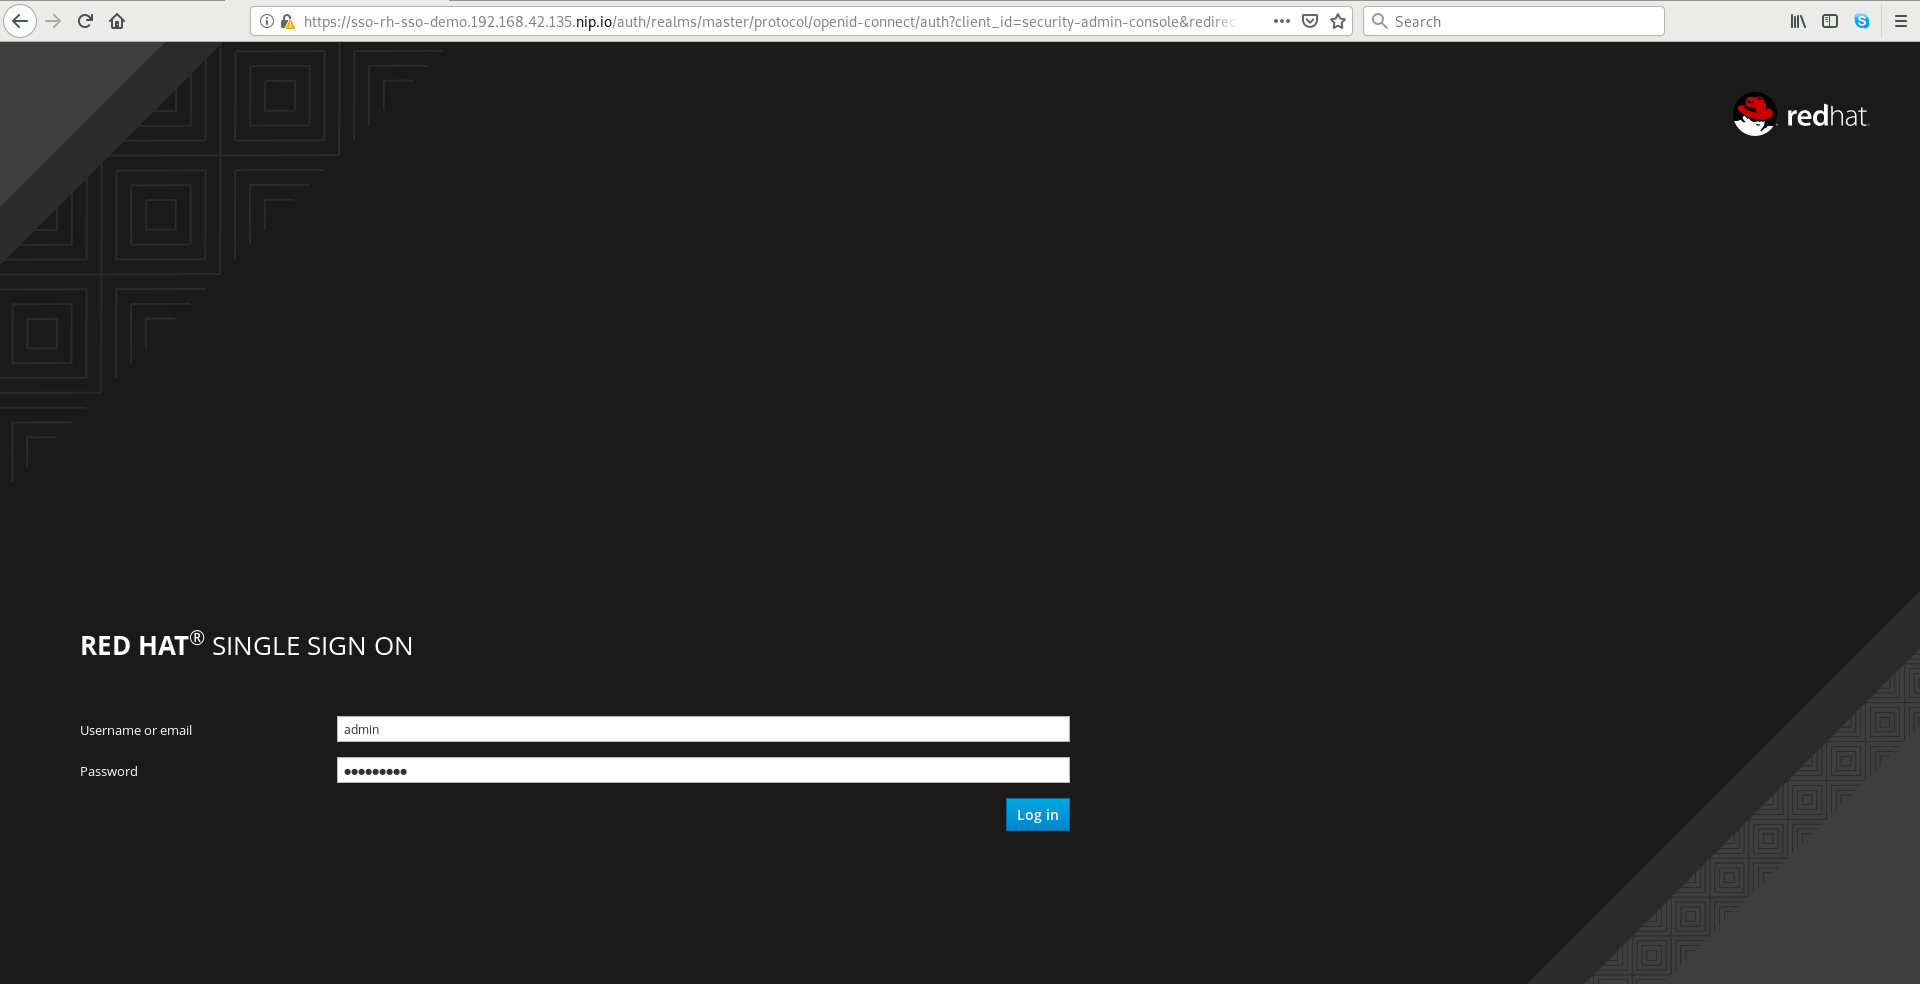 https://sso-rh-sso-demo.192.168.42.135.nip.io/auth/realms/master/protocol/openid-connect/auth?client_id=security-admin-console&redirec
Search
redhat.
RED HAT® SINGLE SIGN ON
Username or email
admin
Password
●●●●●●●●●
Log in